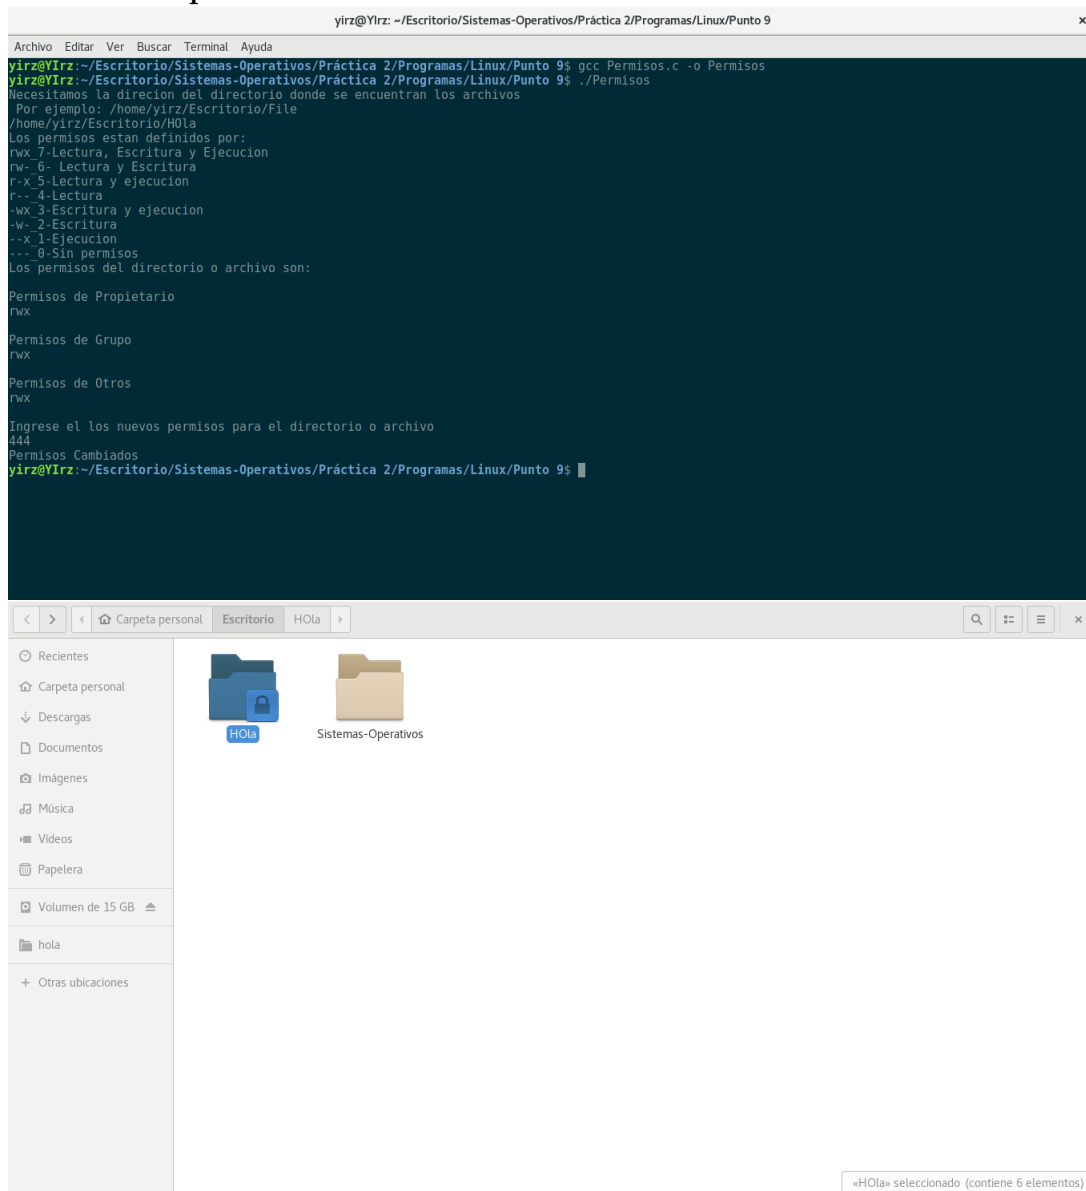 yirz@YIrz: ~/Escritorio/Sistemas-Operativos/Práctica 2/Programas/Linux/Punto 9
Archivo Editar Ver Buscar Terminal Ayuda
yirz@YIrz:~/Escritorio/Sistemas-Operativos/Práctica 2/Programas/Linux/Punto 9$ gcc Permisos.c -o Permisos
yirz@YIrz:~/Escritorio/Sistemas-Operativos/Práctica 2/Programas/Linux/Punto 9$ ./Permisos
Necesitamos la direcion del directorio donde se encuentran los archivos
Por ejemplo: /home/yirz/Escritorio/File
/home/yirz/Escritorio/HOla
Los permisos estan definidos por:
rwx_7-Lectura, Escritura y Ejecucion
rw-_6- Lectura y Escritura
r-x_5-Lectura y ejecucion
r--_4-Lectura
-wx_3-Escritura y ejecucion
-w-_2-Escritura
--x_1-Ejecucion
---_0-Sin permisos
Los permisos del directorio o archivo son:
Permisos de Propietario
rwx
Permisos de Grupo
rwx
Permisos de Otros
rwx
Ingrese el los nuevos permisos para el directorio o archivo
444
Permisos Cambiados
yirz@YIrz:~/Escritorio/Sistemas-Operativos/Práctica 2/Programas/Linux/Punto 9$
Carpeta personal Escritorio HOla
Recientes
Carpeta personal
Descargas
Documentos
Imágenes
Música
Vídeos
Papelera
Volumen de 15 GB
hola
Otras ubicaciones
HOla
Sistemas-Operativos
«HOla» seleccionado (contiene 6 elementos)